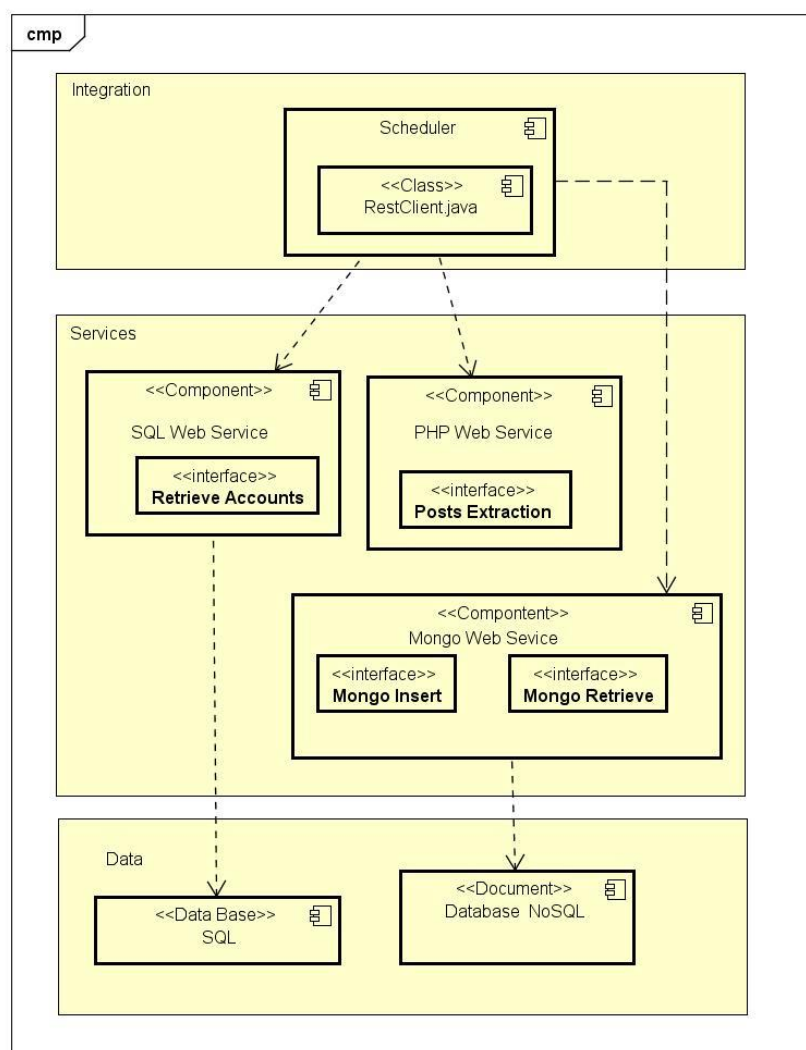 cmp
Integration
Scheduler
<<Class>>
RestClient.java
Services
<<Component>>
SQL Web Service
<<interface>>
Retrieve Accounts
<<Component>>
PHP Web Service
<<interface>>
Posts Extraction
<<Compontent>>
Mongo Web Sevice
<<interface>>
Mongo Insert
<<interface>>
Mongo Retrieve
Data
<<Data Base>>
SQL
<<Document>>
Database NoSQL